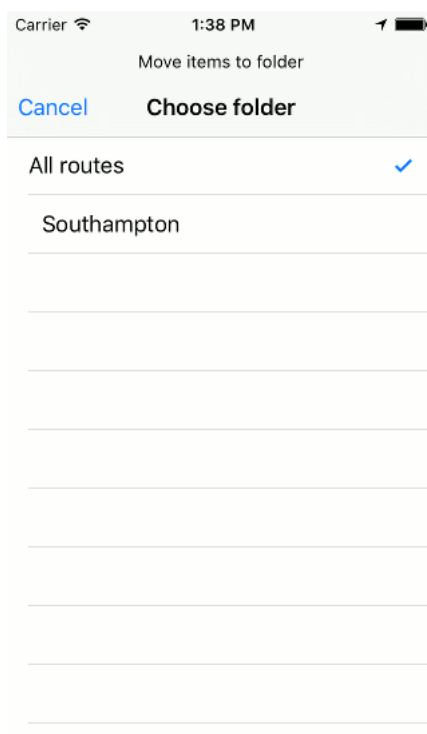 Carrier 1:38 PM
Move items to folder
Cancel Choose folder
All routes
Southampton